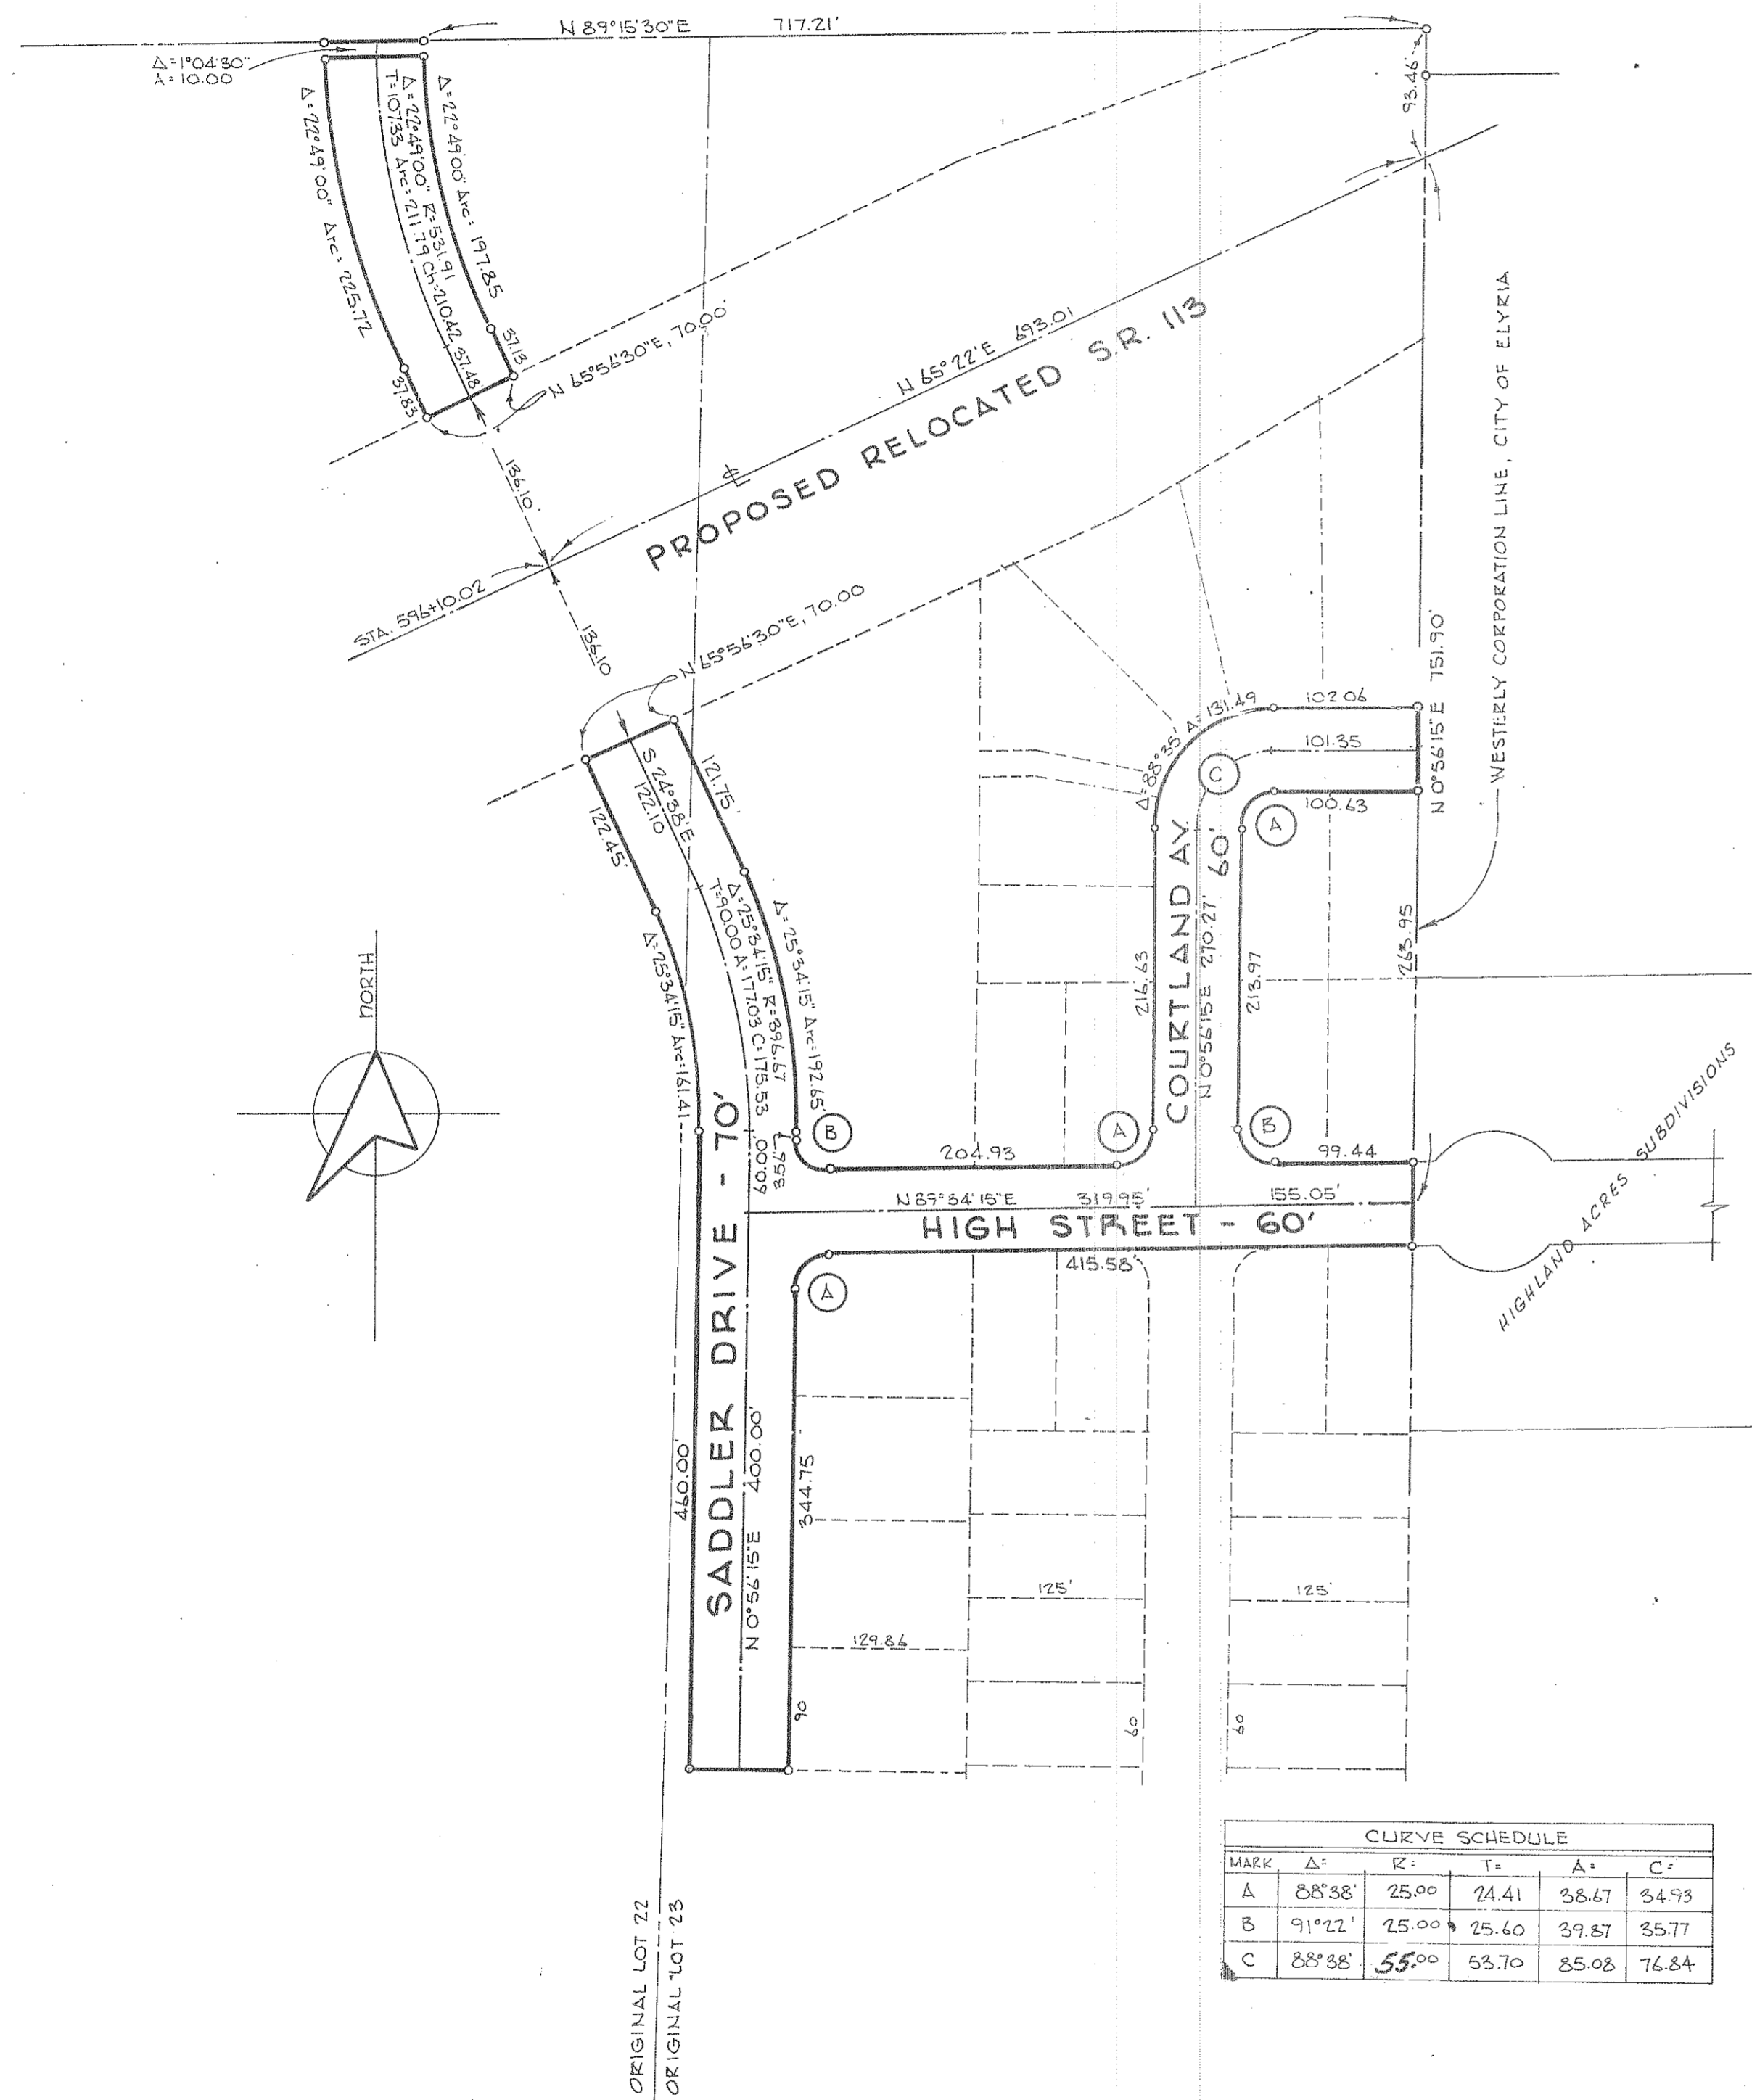 N 89°15'30"E 717.21'
Δ=1°04'30"
A=10.00
93.46'
Δ=22°49'00" Arc=225.72
T=107.33 Arc=211.79 Ch=210.42
Δ=22°49'00" R=531.91
Δ=22°49'00" Arc=197.85
37.83
37.48
37.13
N 65°56'30"E, 70.00'
N 65°22'E 693.01
PROPOSED RELOCATED S.R. 113
136.10
STA. 596+10.02
136.10
N 65°56'30"E, 70.00
WESTERLY CORPORATION LINE, CITY OF ELYRIA
N 0°56'15"E 751.90'
102.06
Δ=88°35' A=131.49
101.35
C
100.63
A
122.45'
S 24°38'E
122.10
121.75'
Δ=25°34'15" Arc=161.41
T=90.00 A=177.03 C=175.53
Δ=25°34'15" R=396.67
Δ=25°34'15" Arc=192.65'
60.00
3.56'
COURTLAND AV. 60'
N 0°56'15"E 270.27'
216.63
213.97
263.95
NORTH
B
A
B
204.93
99.44
N 89°34'15"E 319.95' 155.05'
HIGH STREET - 60'
415.58'
A
HIGHLAND ACRES SUBDIVISIONS
SADDLER DRIVE - 70'
460.00'
N 0°56'15"E 400.00'
344.75
125'
125'
129.86
90
60
60
ORIGINAL LOT 22
ORIGINAL LOT 23
CURVE SCHEDULE
MARK Δ= R= T= A= C=
A 88°38' 25.00 24.41 38.67 34.93
B 91°22' 25.00 25.60 39.87 35.77
C 88°38' 55.00 53.70 85.08 76.84